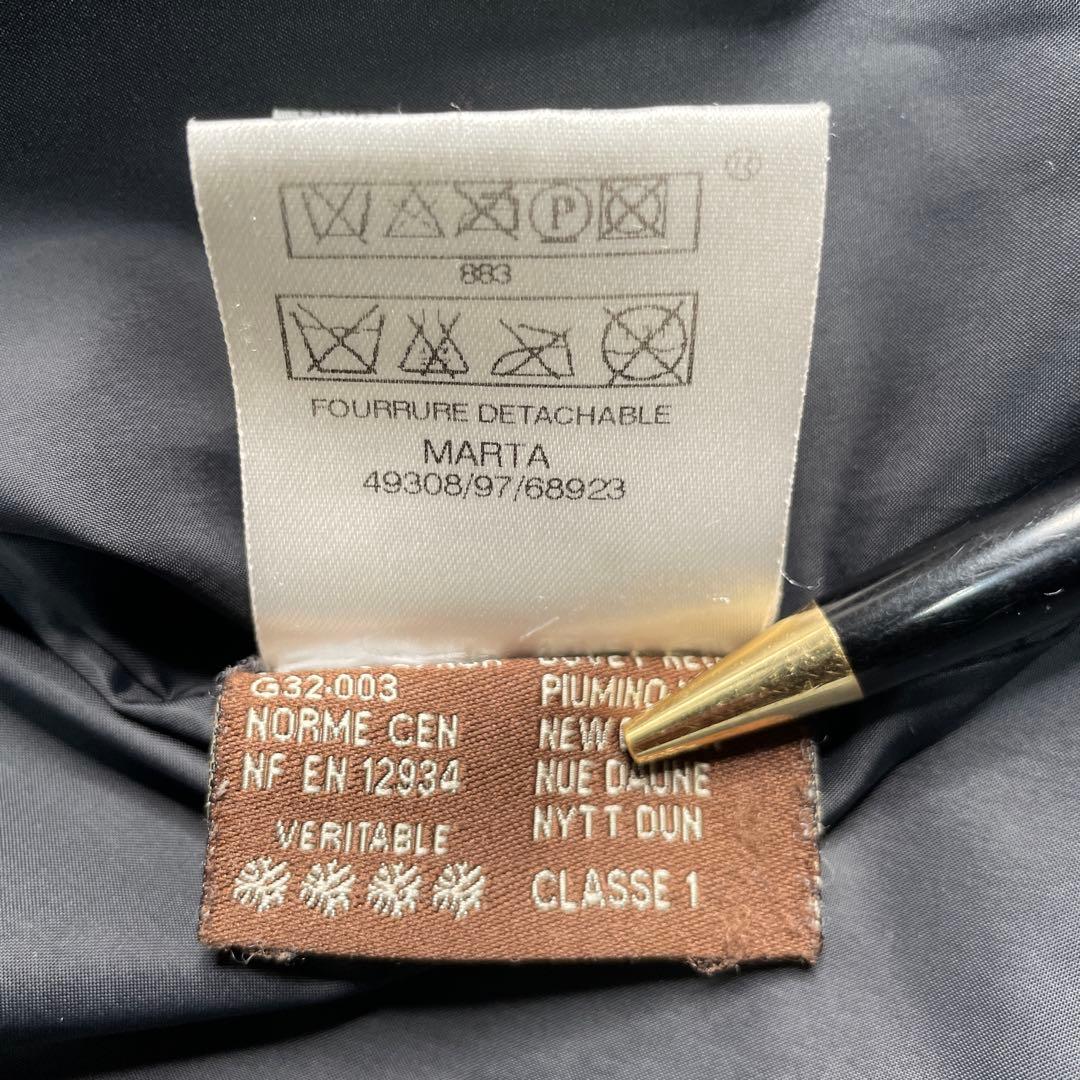 P
883
FOURRURE DETACHABLE
MARTA
49308/97/68923
G32-003
NORME CEN
NF EN 12934
VERITABLE
PIUMINO
NEW
NUE DAUNE
NYTT DUN
CLASSE 1